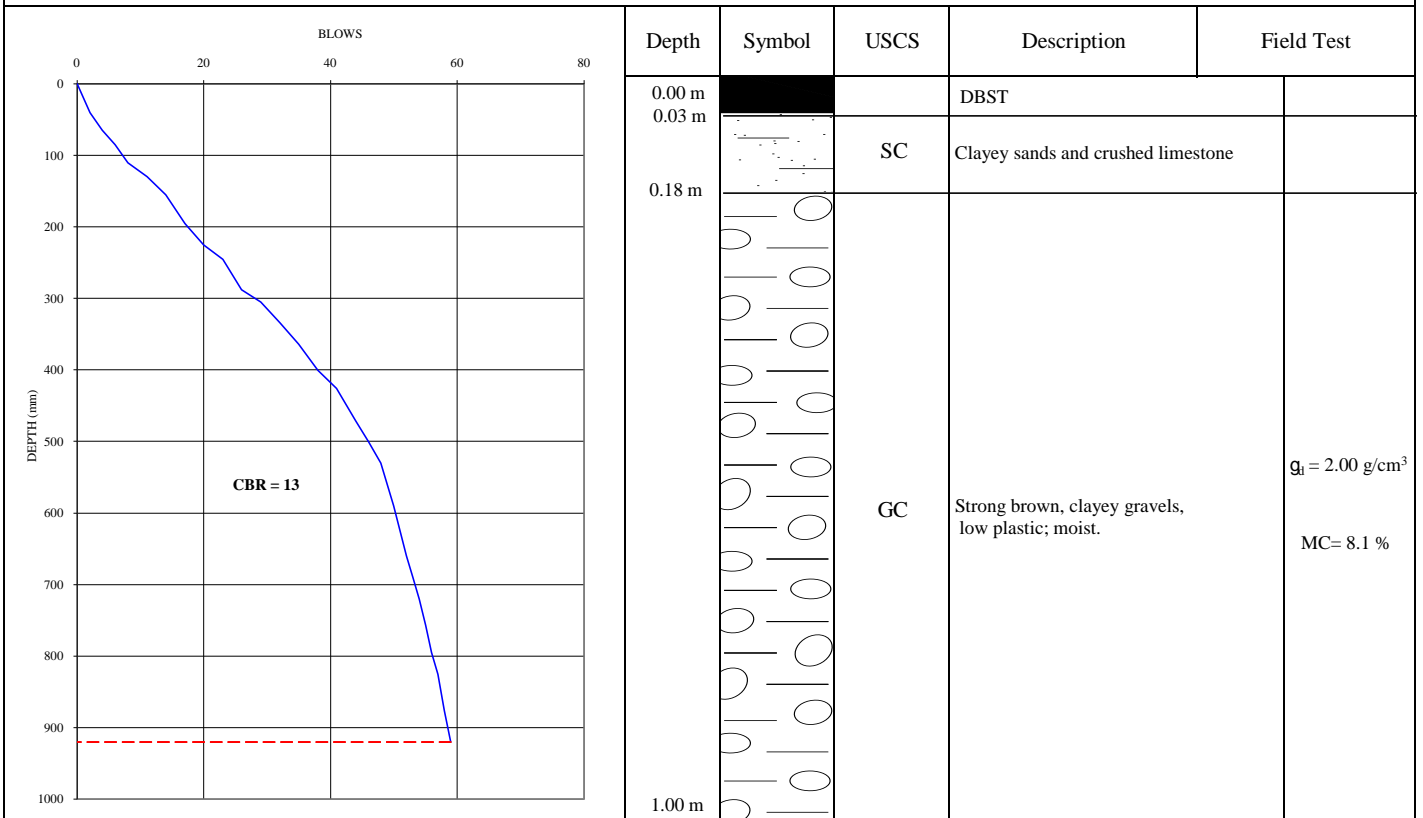 BLOWS
0 20 40 60 80
0
100
200
300
400
500
600
700
800
900
1000
DEPTH (mm)
CBR = 13
Depth Symbol USCS Description Field Test
0.00 m DBST
0.03 m
SC Clayey sands and crushed limestone
0.18 m
GC Strong brown, clayey gravels,
low plastic; moist.
gd = 2.00 g/cm³
MC= 8.1 %
1.00 m